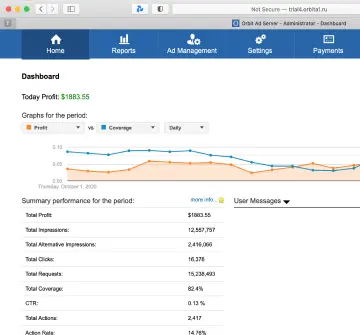 Not Secure — trial4.orbita1.ru
Orbit Ad Server - Administrator - Dashboard
Home Reports Ad Management Settings Payments
Dashboard
Today Profit: $1883.55
Graphs for the period:
Profit vs Coverage Daily
0.10
0.05
0.00
Thursday, October 1, 2020
Summary performance for the period: more info... User Messages
Total Profit: $1883.55
Total Impressions: 12,557,757
Total Alternative Impressions: 2,416,066
Total Clicks: 16,376
Total Requests: 15,238,493
Total Coverage: 82.4%
CTR: 0.13 %
Total Actions: 2,417
Action Rate: 14.76%